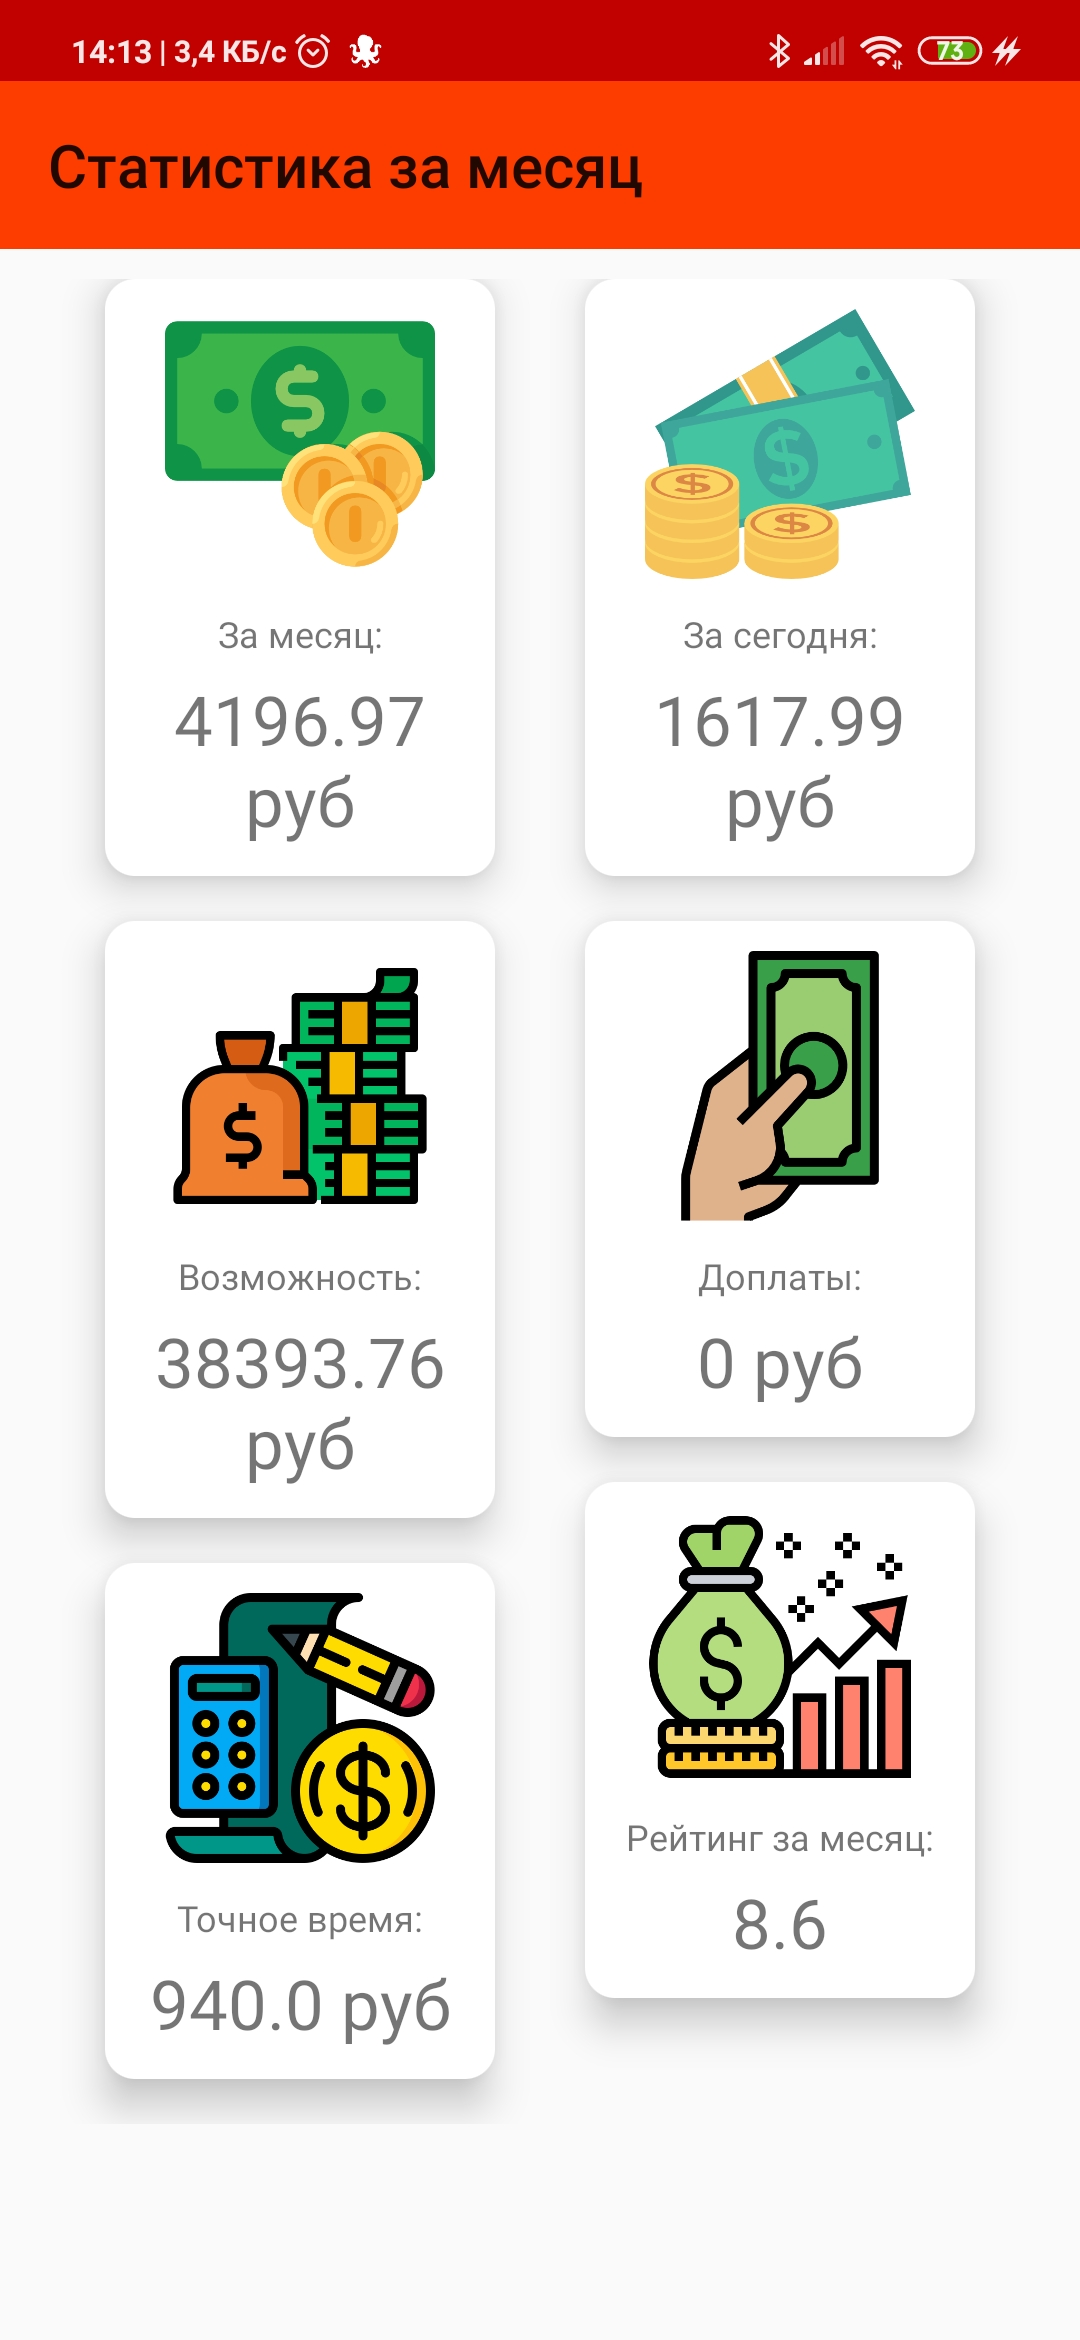 14:13 | 3,4 КБ/с
73
Статистика за месяц
За месяц:
4196.97
руб
За сегодня:
1617.99
руб
Возможность:
38393.76
руб
Доплаты:
0 руб
Точное время:
940.0 руб
Рейтинг за месяц:
8.6